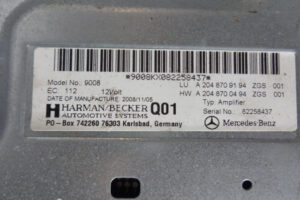 *9008KX082258437*
Model No.: 9008
LU A 204 870 91 94 ZGS 001
EC: 112 12Volt
HW A 204 870 04 94 ZGS 001
DATE OF MANUFACTURE 2008/11/05
Typ: Amplifier
HARMAN/BECKER Q01
Serial No.: 82258437
AUTOMOTIVE SYSTEMS
Mercedes-Benz
PO-Box 742260 76303 Karlsbad, Germany